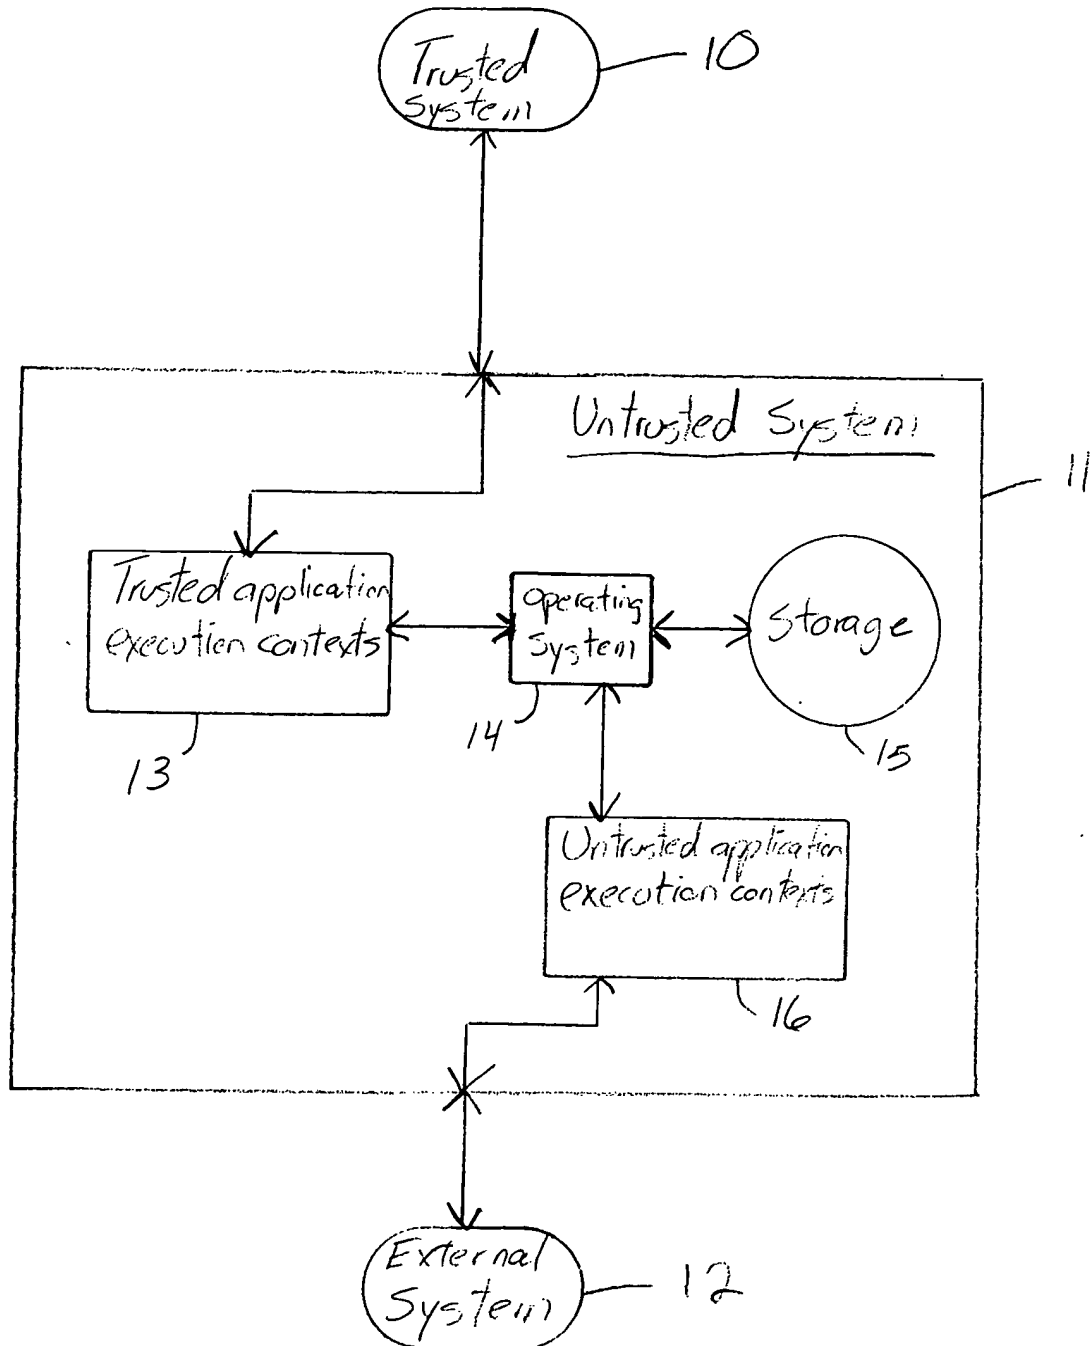 Trusted
system
10
Untrusted System
11
Trusted application
execution contexts
13
Operating
System
14
Storage
15
Untrusted application
execution contexts
16
External
System
12